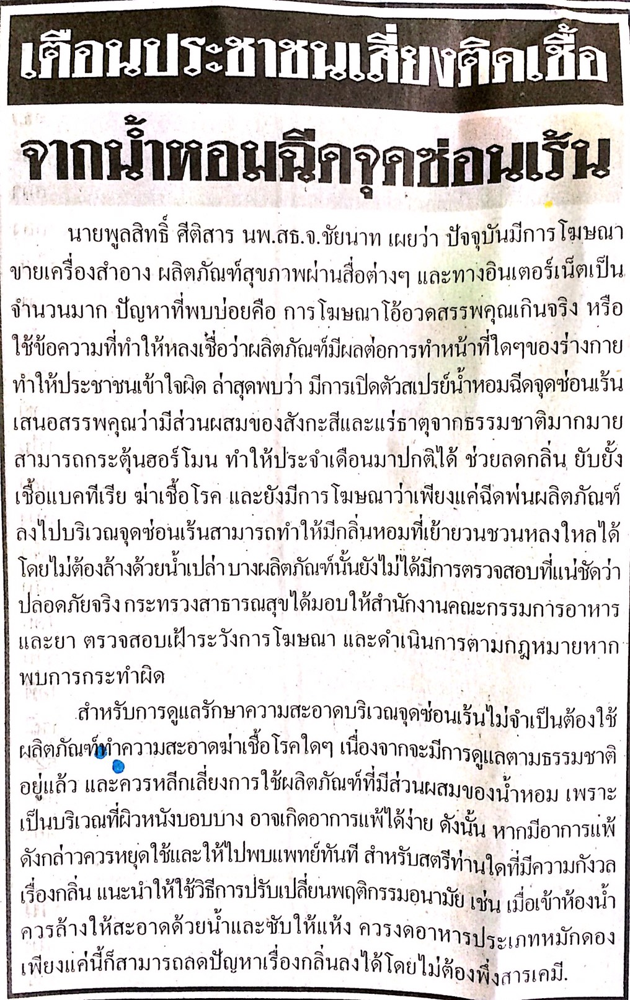 เตือนประชาชนเสี่ยงติดเชื้อ
จากน้ำหอมฉีดจุดซ่อนเร้น
นายพูลสิทธิ์ ศีติสาร นพ.สธ.จ.ชัยนาท เผยว่า ปัจจุบันมีการโฆษณา
ขายเครื่องสำอาง ผลิตภัณฑ์สุขภาพผ่านสื่อต่างๆ และทางอินเตอร์เน็ตเป็น
จำนวนมาก ปัญหาที่พบบ่อยคือ การโฆษณาโอ้อวดสรรพคุณเกินจริง หรือ
ใช้ข้อความที่ทำให้หลงเชื่อว่าผลิตภัณฑ์มีผลต่อการทำหน้าที่ใดๆของร่างกาย
ทำให้ประชาชนเข้าใจผิด ล่าสุดพบว่า มีการเปิดตัวสเปรย์น้ำหอมฉีดจุดซ่อนเร้น
เสนอสรรพคุณว่ามีส่วนผสมของสังกะสีและแร่ธาตุจากธรรมชาติมากมาย
สามารถกระตุ้นฮอร์โมน ทำให้ประจำเดือนมาปกติได้ ช่วยลดกลิ่น ยับยั้ง
เชื้อแบคทีเรีย ฆ่าเชื้อโรค และยังมีการโฆษณาว่าเพียงแค่ฉีดพ่นผลิตภัณฑ์
ลงไปบริเวณจุดซ่อนเร้นสามารถทำให้มีกลิ่นหอมที่เย้ายวนชวนหลงใหลได้
โดยไม่ต้องล้างด้วยน้ำเปล่า บางผลิตภัณฑ์นั้นยังไม่ได้มีการตรวจสอบที่แน่ชัดว่า
ปลอดภัยจริง กระทรวงสาธารณสุขได้มอบให้สำนักงานคณะกรรมการอาหาร
และยา ตรวจสอบเฝ้าระวังการโฆษณา และดำเนินการตามกฎหมายหาก
พบการกระทำผิด
สำหรับการดูแลรักษาความสะอาดบริเวณจุดซ่อนเร้นไม่จำเป็นต้องใช้
ผลิตภัณฑ์ทำความสะอาดฆ่าเชื้อโรคใดๆ เนื่องจากจะมีการดูแลตามธรรมชาติ
อยู่แล้ว และควรหลีกเลี่ยงการใช้ผลิตภัณฑ์ที่มีส่วนผสมของน้ำหอม เพราะ
เป็นบริเวณที่ผิวหนังบอบบาง อาจเกิดอาการแพ้ได้ง่าย ดังนั้น หากมีอาการแพ้
ดังกล่าวควรหยุดใช้และให้ไปพบแพทย์ทันที สำหรับสตรีท่านใดที่มีความกังวล
เรื่องกลิ่น แนะนำให้ใช้วิธีการปรับเปลี่ยนพฤติกรรมอนามัย เช่น เมื่อเข้าห้องน้ำ
ควรล้างให้สะอาดด้วยน้ำและซับให้แห้ง ควรงดอาหารประเภทหมักดอง
เพียงแค่นี้ก็สามารถลดปัญหาเรื่องกลิ่นลงได้โดยไม่ต้องพึ่งสารเคมี.